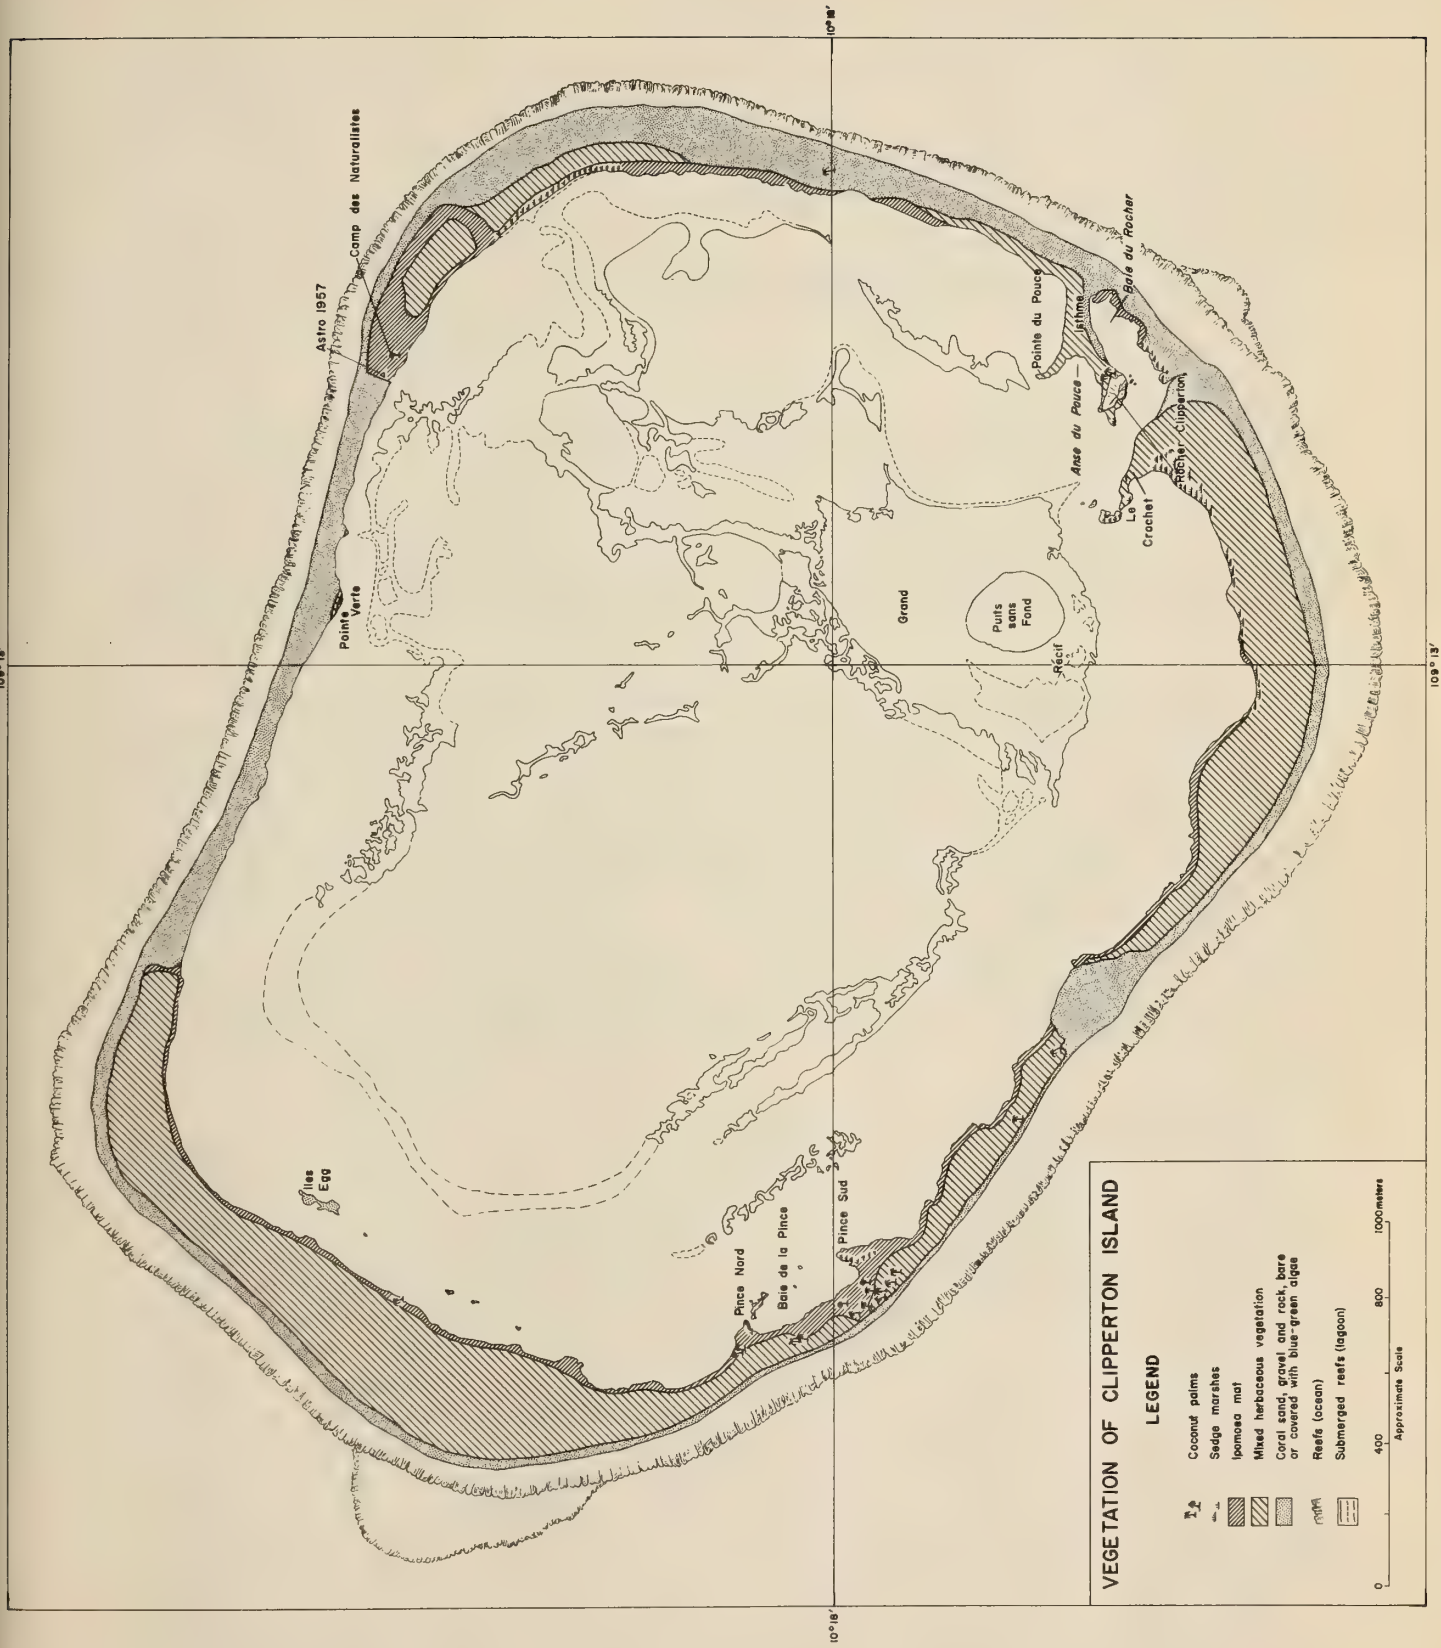 VEGETATION OF CLIPPERTON ISLAND
LEGEND
Coconut palms
Sedge marshes
Ipomoea mat
Mixed herbaceous vegetation
Coral sand, gravel and rock, bare
or covered with blue-green algae
Reefs (ocean)
Submerged reefs (lagoon)
0
400
800
1000 meters
Approximate Scale
10° 18'
10° 18'
109° 13'
Astro 1957
Camp des Naturalistes
Pointe
Verte
Iles
Egg
Pince Nord
Baie de la Pince
Pince Sud
Grand
Puits
sans
Fond
Récif
Pointe du Pouce
Isthme
Baie du Rocher
Anse du Pouce
Rocher Clipperton
Le
Crochet